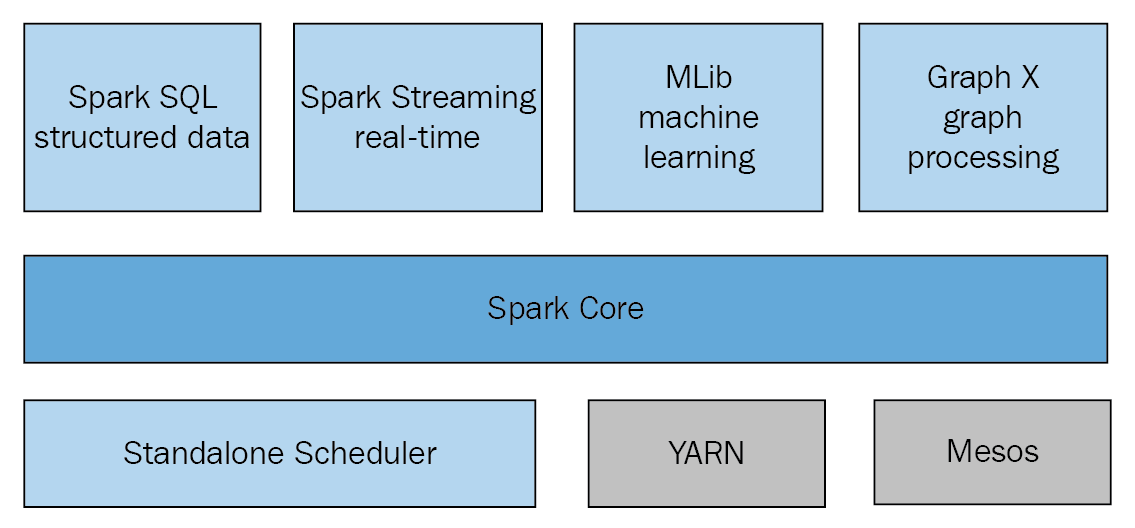 Spark SQL
structured data
Spark Streaming
real-time
MLib
machine
learning
Graph X
graph
processing
Spark Core
Standalone Scheduler
YARN
Mesos